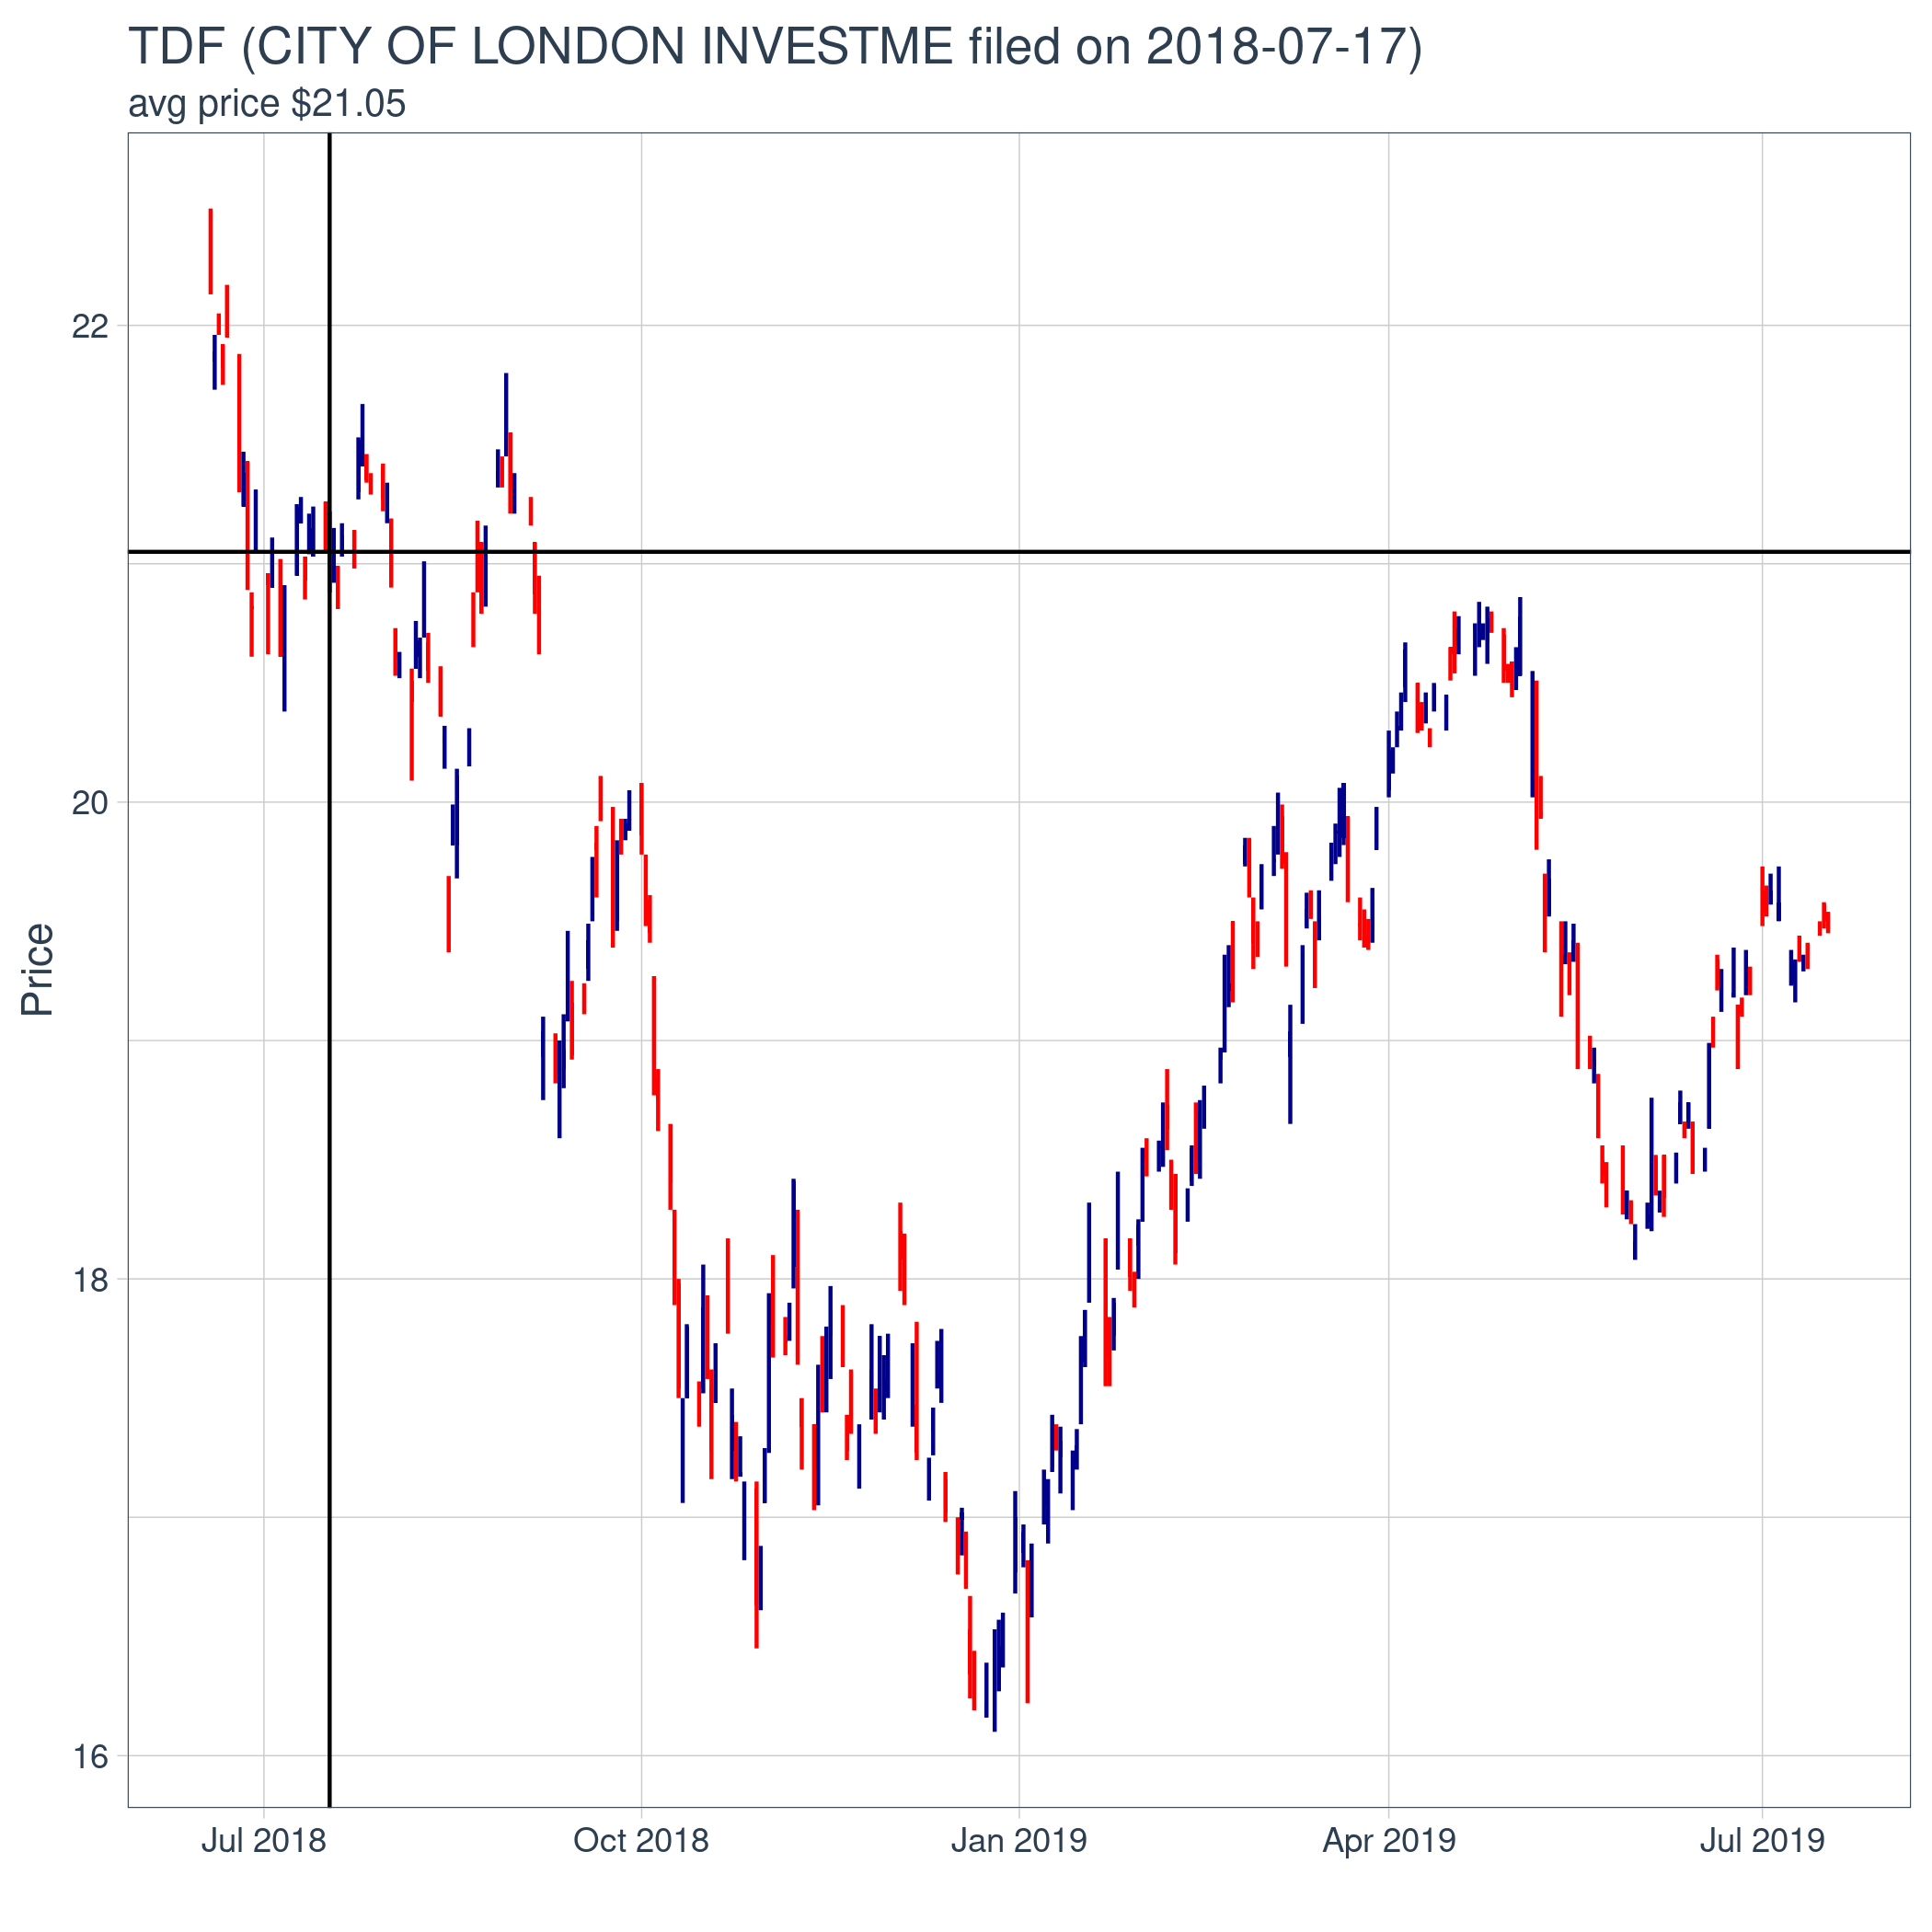 TDF (CITY OF LONDON INVESTME filed on 2018-07-17)
avg price $21.05
Price
22
20
18
16
Jul 2018
Oct 2018
Jan 2019
Apr 2019
Jul 2019